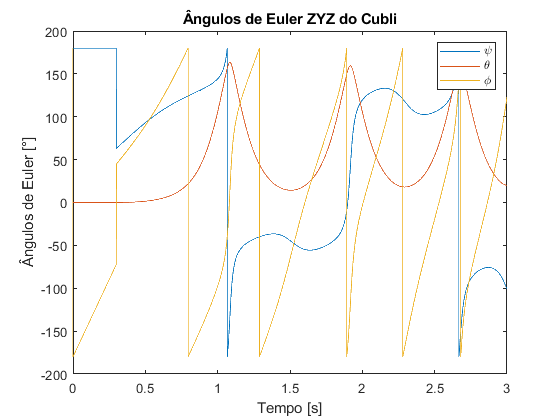 Ângulos de Euler ZYZ do Cubli
200
150
100
50
0
-50
-100
-150
-200
Ângulos de Euler [°]
ψ
θ
ϕ
0
0.5
1
1.5
2
2.5
3
Tempo [s]